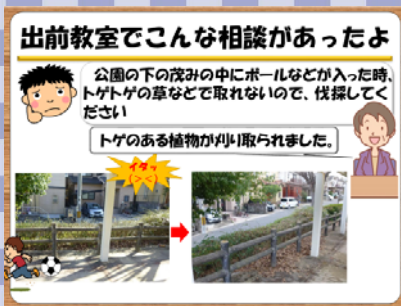 出前教室でこんな相談があったよ
公園の下の茂みの中にボールなどが入った時、
トゲトゲの草などで取れないので、伐採してく
ださい
トゲのある植物が刈り取られました。
イタッ
(>＜)